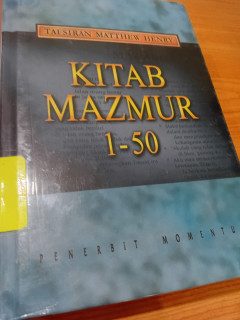 TAFSIRAN MATTHEW HENRY
KITAB
MAZMUR
1-50
PENERBIT MOMENTU